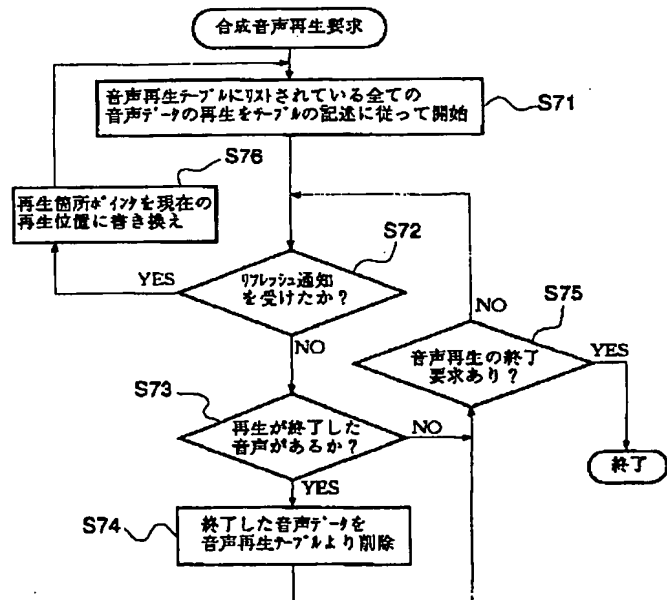 合成音声再生要求
音声再生テーブルにリストされている全ての
音声データの再生をテーブルの記述に従って開始
S71
S76
再生箇所ポインタを現在の
再生位置に書き換え
S72
YES
リフレッシュ通知
を受けたか？
NO
NO
S75
音声再生の終了
要求あり？
YES
S73
再生が終了した
音声があるか？
NO
YES
終了
S74
終了した音声データを
音声再生テーブルより削除